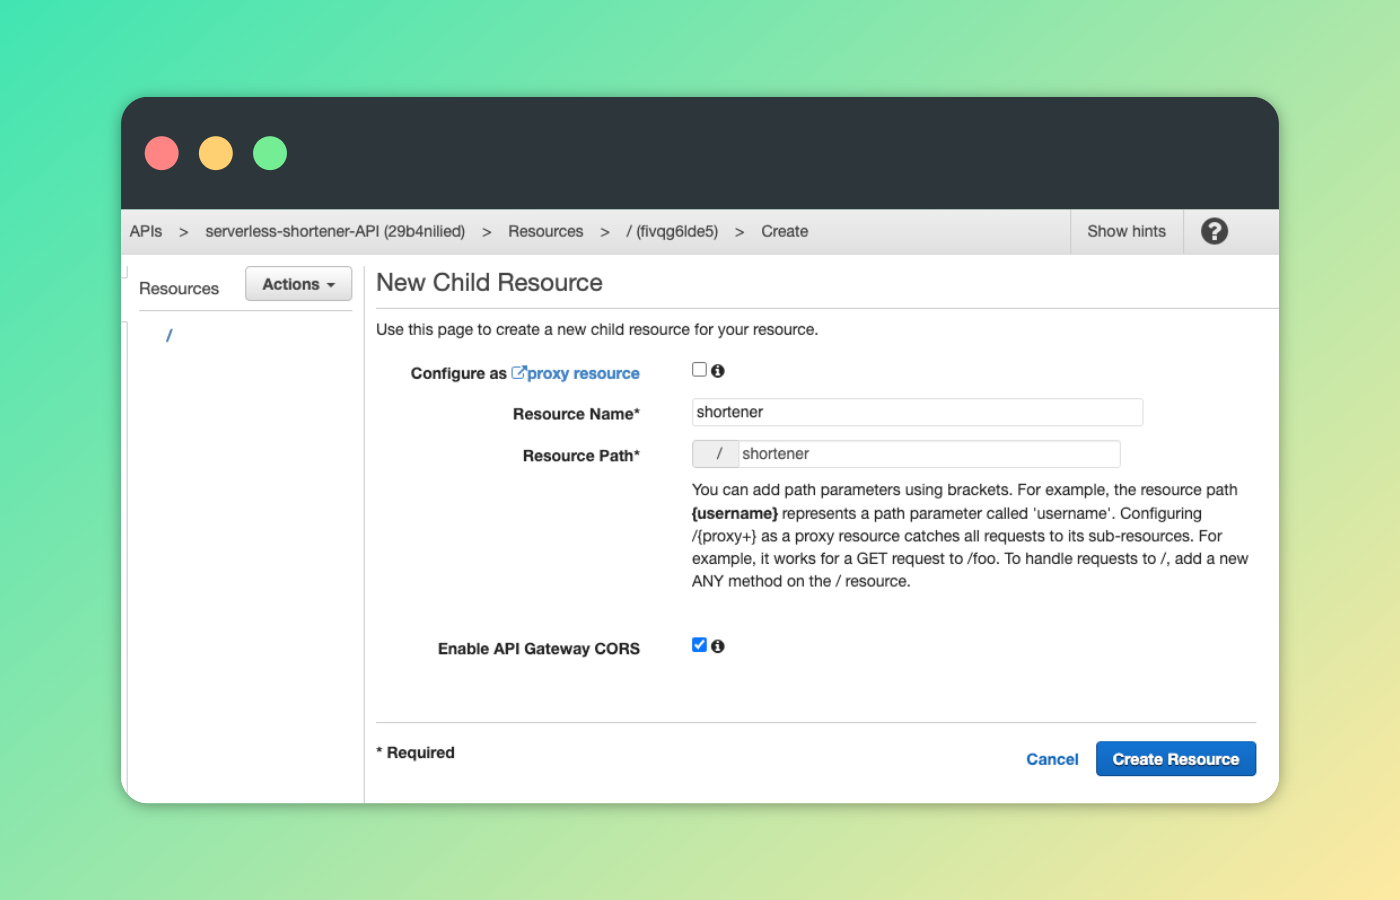 APIs > serverless-shortener-API (29b4nilied) > Resources > / (fivqg6lde5) > Create
Show hints
?
Resources
Actions
/
New Child Resource
Use this page to create a new child resource for your resource.
Configure as proxy resource
Resource Name* shortener
Resource Path* / shortener
You can add path parameters using brackets. For example, the resource path
{username} represents a path parameter called 'username'. Configuring
/{proxy+} as a proxy resource catches all requests to its sub-resources. For
example, it works for a GET request to /foo. To handle requests to /, add a new
ANY method on the / resource.
Enable API Gateway CORS
* Required
Cancel
Create Resource